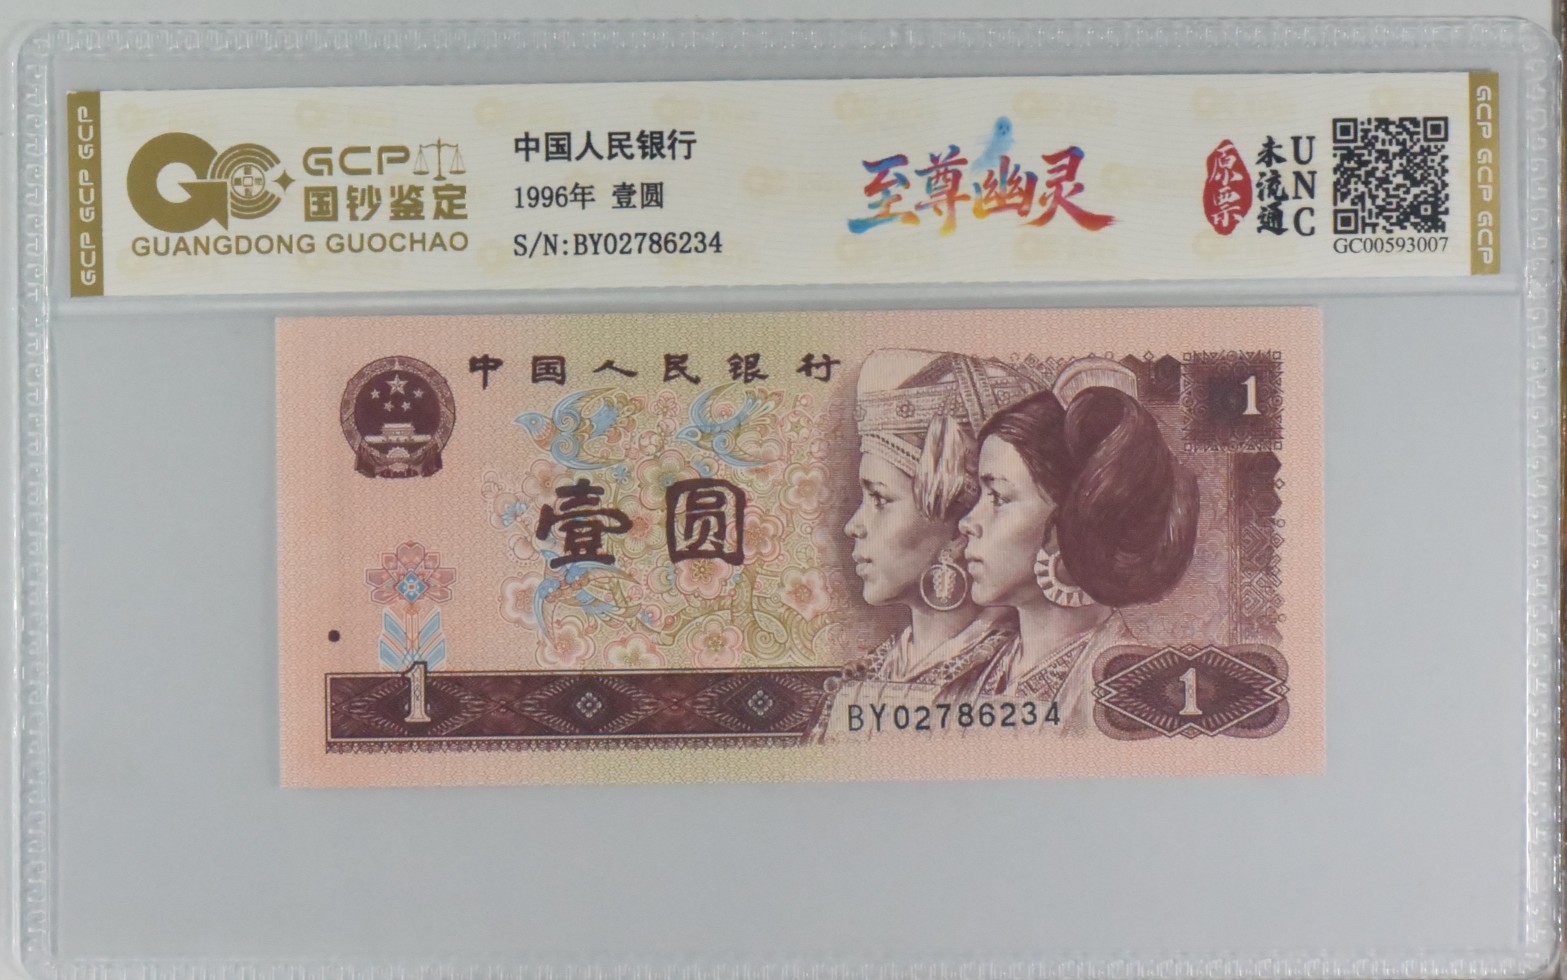 GCP
国钞鉴定
GUANGDONG GUOCHAO
中国人民银行
1996年 壹圆
S/N:BY02786234
至尊幽灵
原票
未流通
UNC
GC00593007
GCP GCP GCP
GCP GCP GCP
中国人民银行
1
壹圆
1
BY02786234
1